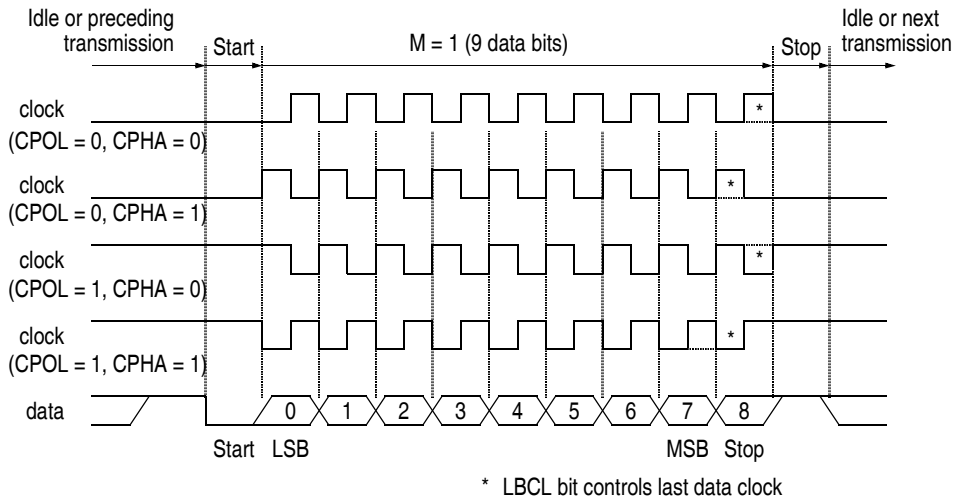 Idle or preceding
transmission
Start
M = 1 (9 data bits)
Stop
Idle or next
transmission
clock
*
(CPOL = 0, CPHA = 0)
clock
*
(CPOL = 0, CPHA = 1)
clock
*
(CPOL = 1, CPHA = 0)
clock
*
(CPOL = 1, CPHA = 1)
data 0 1 2 3 4 5 6 7 8
Start LSB MSB Stop
* LBCL bit controls last data clock